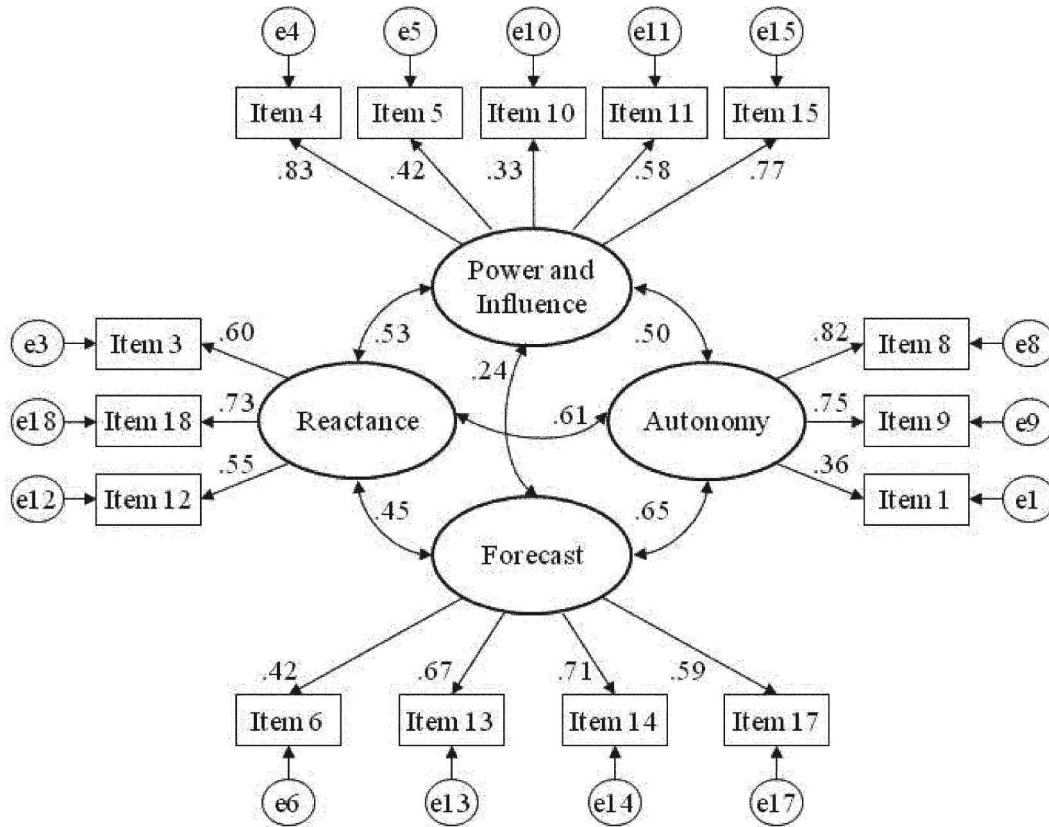 e4 e5 e10 e11 e15
Item 4 Item 5 Item 10 Item 11 Item 15
.83 .42 .33 .58 .77
Power and
Influence
e3 Item 3 .60 .53 .50 .82 Item 8 e8
.24
e18 Item 18 .73 Reactance .61 Autonomy .75 Item 9 e9
e12 Item 12 .55 .45 .65 .36 Item 1 e1
Forecast
.42 .67 .71 .59
Item 6 Item 13 Item 14 Item 17
e6 e13 e14 e17